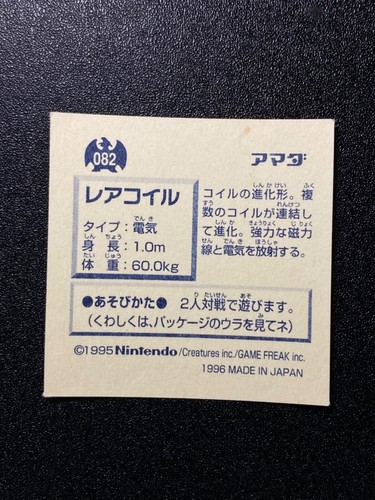 082
アマダ
レアコイル
タイプ：電気
身　長：1.0m
体　重：60.0kg
コイルの進化形。複
数のコイルが連結し
て進化。強力な磁力
線と電気を放射する。
●あそびかた❶ 2人対戦で遊びます。
(くわしくは、パッケージのウラを見てネ)
©1995 Nintendo/Creatures inc./GAME FREAK inc.
1996 MADE IN JAPAN